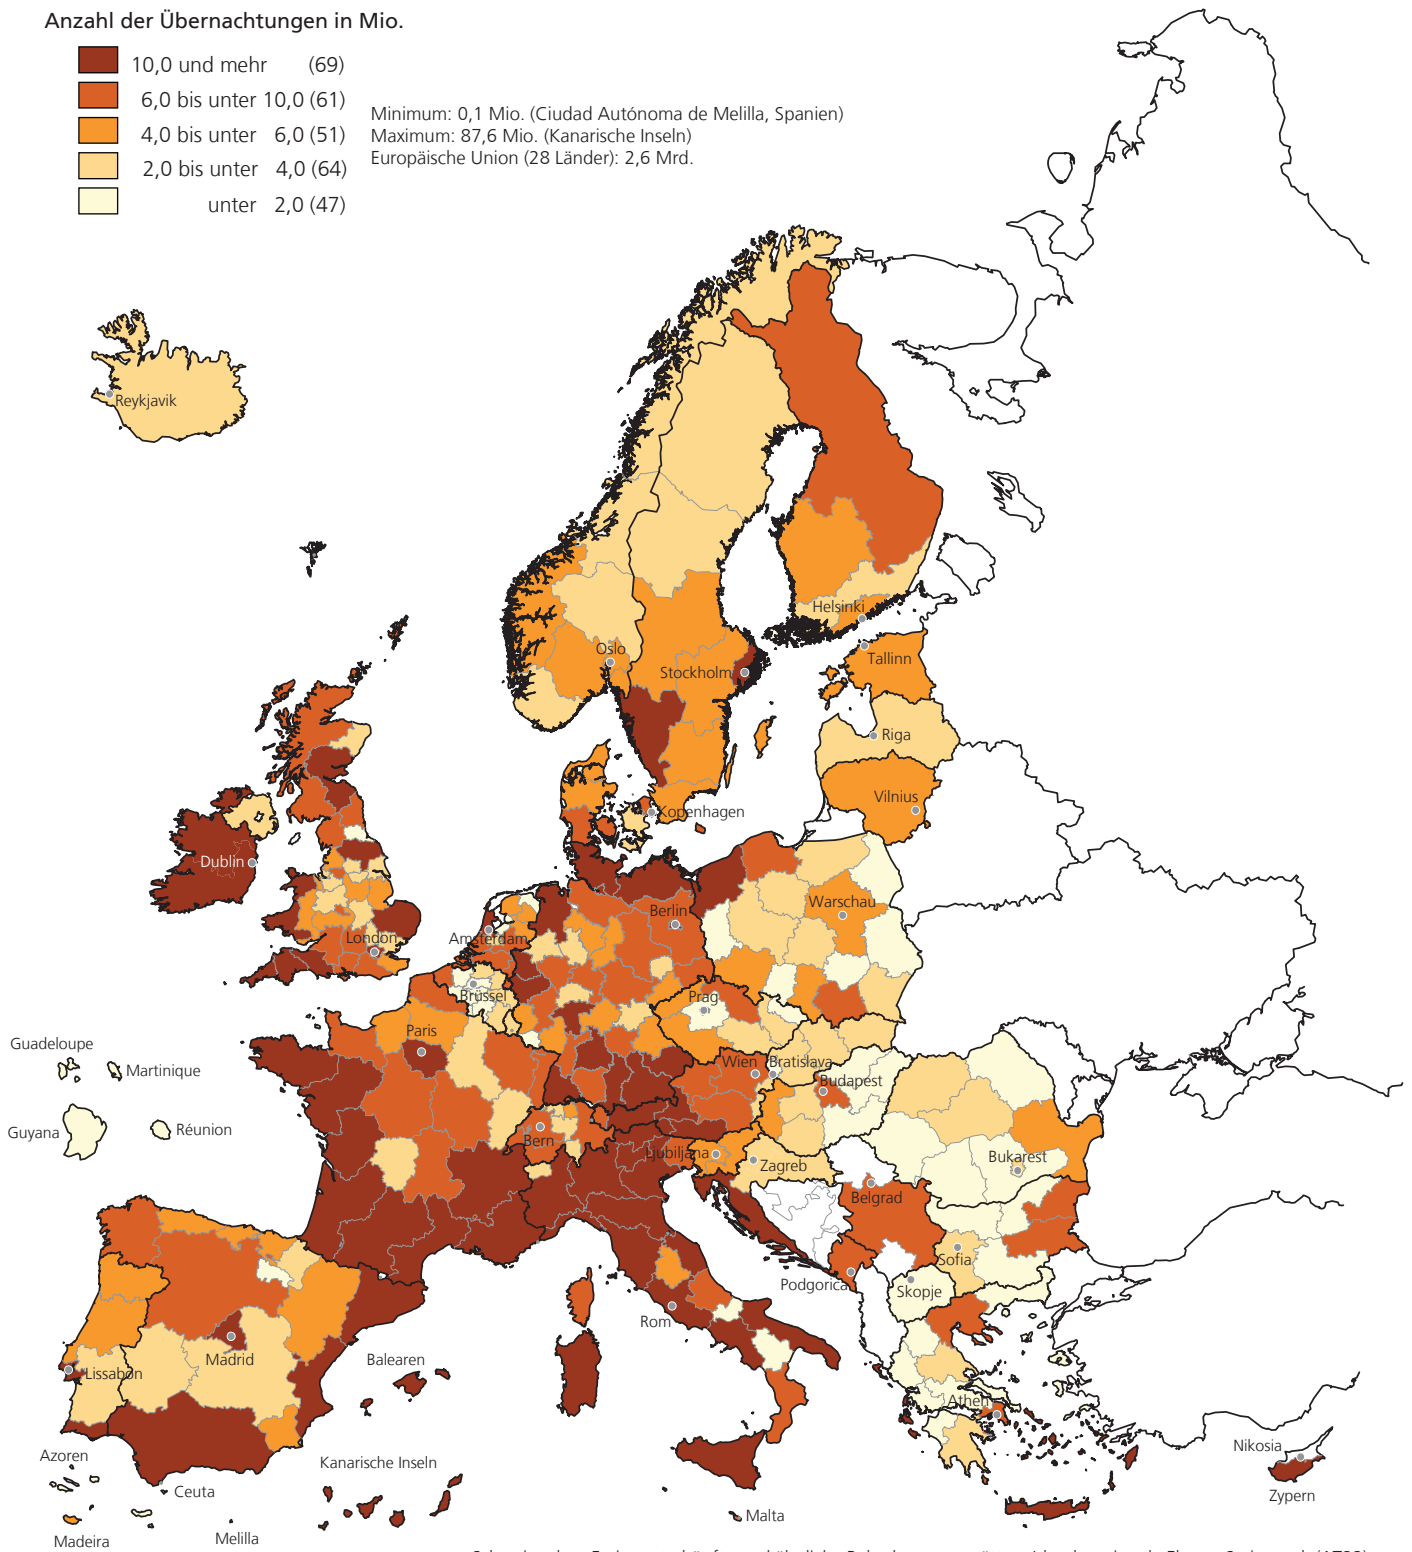 Anzahl der Übernachtungen in Mio.
10,0 und mehr (69)
6,0 bis unter 10,0 (61)
4,0 bis unter 6,0 (51)
2,0 bis unter 4,0 (64)
unter 2,0 (47)
Minimum: 0,1 Mio. (Ciudad Autónoma de Melilla, Spanien)
Maximum: 87,6 Mio. (Kanarische Inseln)
Europäische Union (28 Länder): 2,6 Mrd.
Reykjavik
Helsinki
Oslo
Tallinn
Stockholm
Riga
Vilnius
Kopenhagen
Dublin
Warschau
Berlin
London
Amsterdam
Brüssel
Prag
Paris
Guadeloupe
Martinique
Wien
Bratislava
Budapest
Guyana
Réunion
Bern
Ljubiljana
Zagreb
Bukarest
Belgrad
Sofia
Podgorica
Skopje
Rom
Madrid
Balearen
Lissabon
Athen
Nikosia
Azoren
Kanarische Inseln
Ceuta
Zypern
Malta
Madeira
Melilla